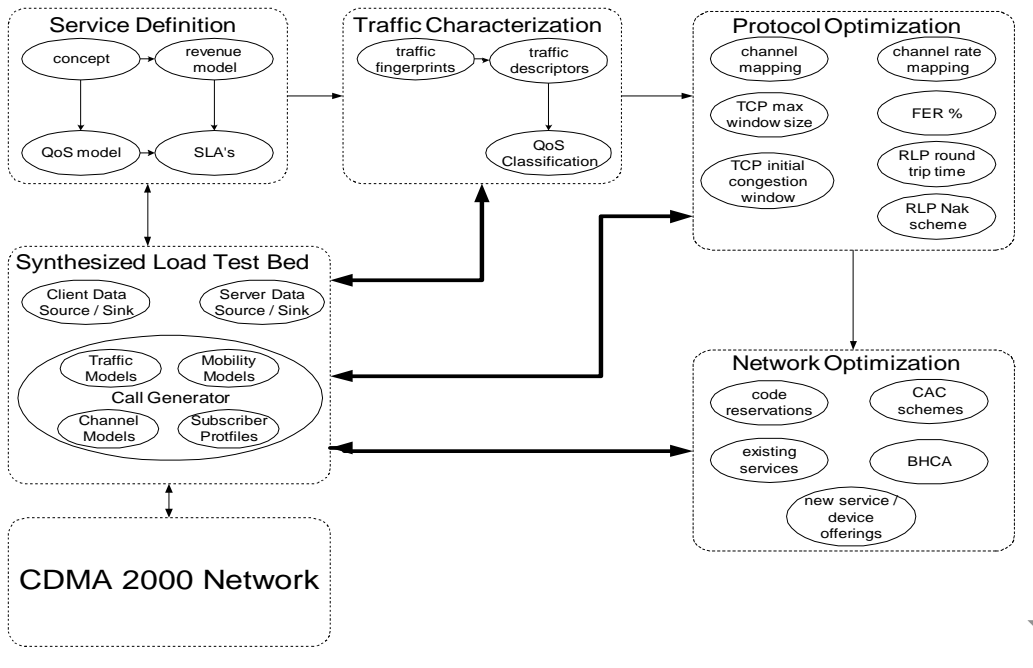 Service Definition
concept
revenue
model
QoS model
SLA's
Traffic Characterization
traffic
fingerprints
traffic
descriptors
QoS
Classification
Protocol Optimization
channel
mapping
channel rate
mapping
TCP max
window size
FER %
TCP initial
congestion
window
RLP round
trip time
RLP Nak
scheme
Synthesized Load Test Bed
Client Data
Source / Sink
Server Data
Source / Sink
Traffic
Models
Mobility
Models
Call Generator
Channel
Models
Subscriber
Protfiles
Network Optimization
code
reservations
CAC
schemes
existing
services
BHCA
new service /
device
offerings
CDMA 2000 Network